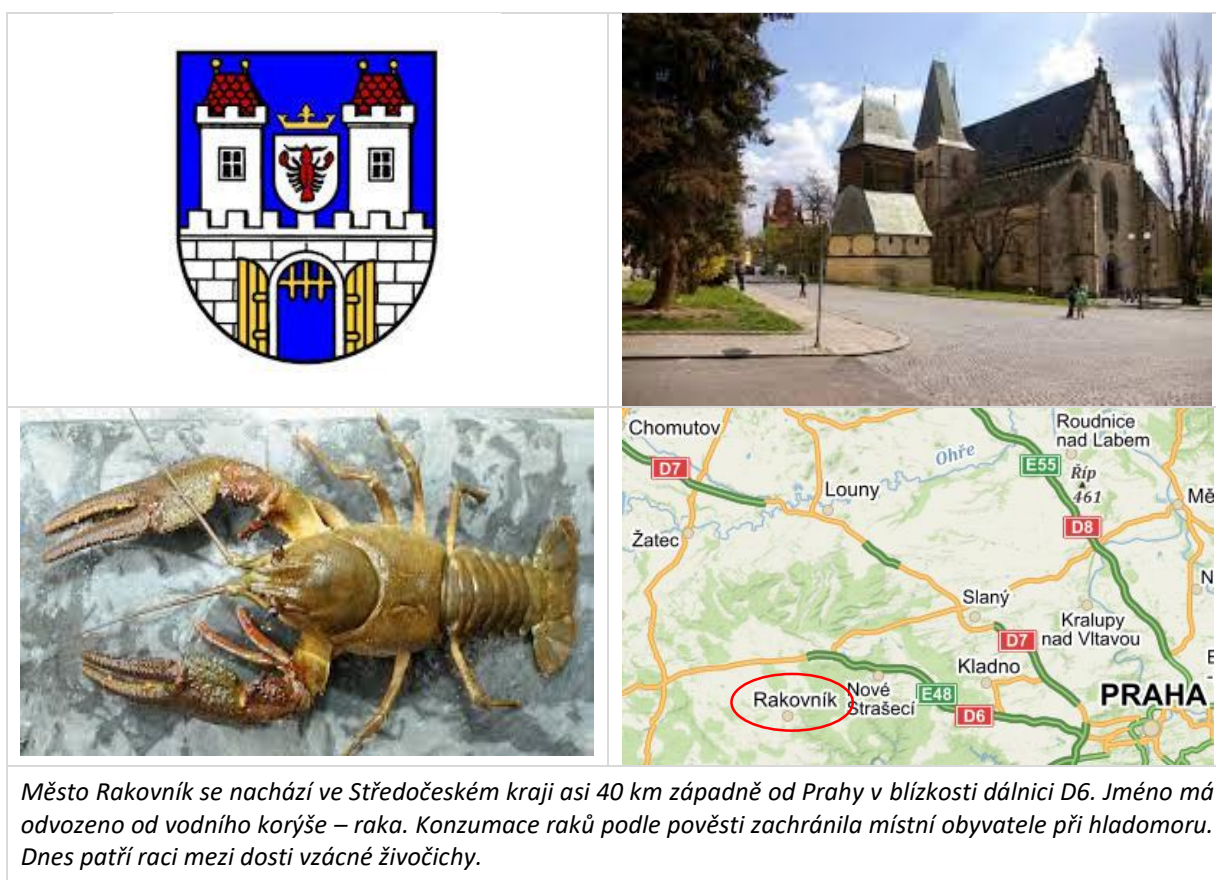 Chomutov
Roudnice
nad Labem
Ohře
D7
E55
Říp
461
Louny
Mě
D8
Žatec
Slaný
N
Kralupy
nad Vltavou
D7
Kladno
E
Rakovník
Nové
Strašecí
E48
PRAHA
D6
Město Rakovník se nachází ve Středočeském kraji asi 40 km západně od Prahy v blízkosti dálnici D6. Jméno má
odvozeno od vodního korýše – raka. Konzumace raků podle pověsti zachránila místní obyvatele při hladomoru.
Dnes patří raci mezi dosti vzácné živočichy.